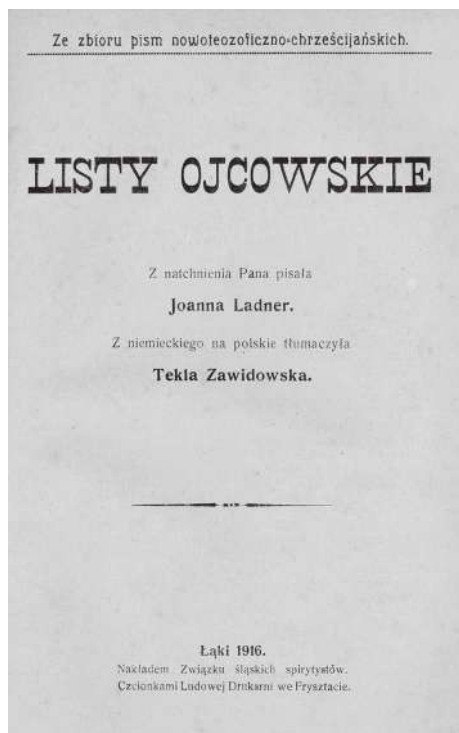 Ze zbioru pism nowoteozoficzno-chrześcijańskich.
LISTY OJCOWSKIE
Z natchnienia Pana pisała
Joanna Ladner.
Z niemieckiego na polskie tłumaczyła
Tekla Zawidowska.
Łąki 1916.
Nakładem Związku śląskich spirytystów.
Czcionkami Ludowej Drukarni we Frysztacie.